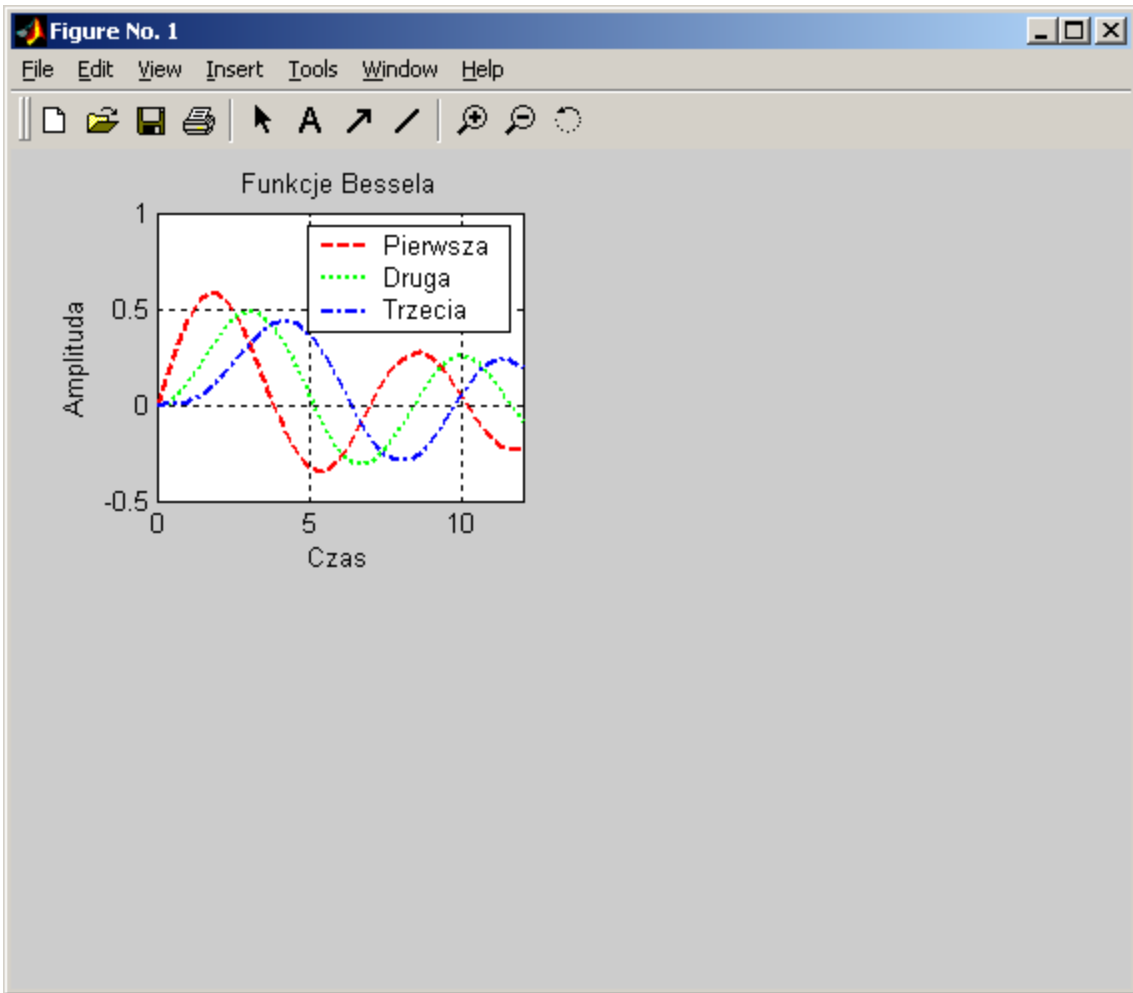 Figure No. 1
File Edit View Insert Tools Window Help
A
Funkcje Bessela
1
0.5
0
-0.5
Amplituda
Pierwsza
Druga
Trzecia
0 5 10
Czas